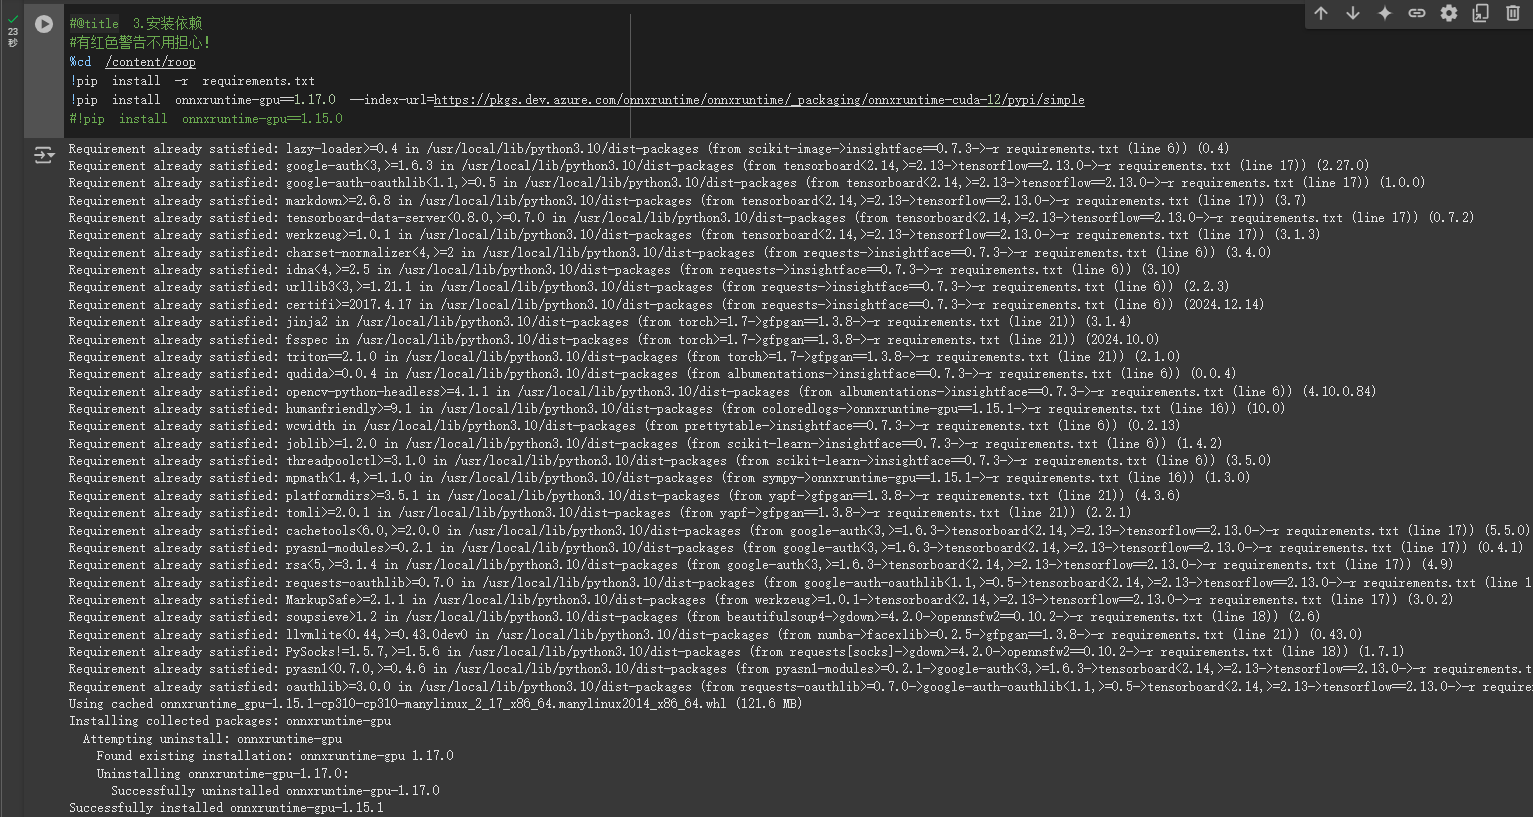 23
秒
#@title 3.安装依赖
#有红色警告不用担心!
%cd /content/roop
!pip install -r requirements.txt
!pip install onnxruntime-gpu==1.17.0 --index-url=https://pkgs.dev.azure.com/onnxruntime/onnxruntime/_packaging/onnxruntime-cuda-12/pypi/simple
#!pip install onnxruntime-gpu==1.15.0
Requirement already satisfied: lazy-loader>=0.4 in /usr/local/lib/python3.10/dist-packages (from scikit-image->insightface==0.7.3->-r requirements.txt (line 6)) (0.4)
Requirement already satisfied: google-auth<3,>=1.6.3 in /usr/local/lib/python3.10/dist-packages (from tensorboard<2.14,>=2.13->tensorflow==2.13.0->-r requirements.txt (line 17)) (2.27.0)
Requirement already satisfied: google-auth-oauthlib<1.1,>=0.5 in /usr/local/lib/python3.10/dist-packages (from tensorboard<2.14,>=2.13->tensorflow==2.13.0->-r requirements.txt (line 17)) (1.0.0)
Requirement already satisfied: markdown>=2.6.8 in /usr/local/lib/python3.10/dist-packages (from tensorboard<2.14,>=2.13->tensorflow==2.13.0->-r requirements.txt (line 17)) (3.7)
Requirement already satisfied: tensorboard-data-server<0.8.0,>=0.7.0 in /usr/local/lib/python3.10/dist-packages (from tensorboard<2.14,>=2.13->tensorflow==2.13.0->-r requirements.txt (line 17)) (0.7.2)
Requirement already satisfied: werkzeug>=1.0.1 in /usr/local/lib/python3.10/dist-packages (from tensorboard<2.14,>=2.13->tensorflow==2.13.0->-r requirements.txt (line 17)) (3.1.3)
Requirement already satisfied: charset-normalizer<4,>=2 in /usr/local/lib/python3.10/dist-packages (from requests->insightface==0.7.3->-r requirements.txt (line 6)) (3.4.0)
Requirement already satisfied: idna<4,>=2.5 in /usr/local/lib/python3.10/dist-packages (from requests->insightface==0.7.3->-r requirements.txt (line 6)) (3.10)
Requirement already satisfied: urllib3<3,>=1.21.1 in /usr/local/lib/python3.10/dist-packages (from requests->insightface==0.7.3->-r requirements.txt (line 6)) (2.2.3)
Requirement already satisfied: certifi>=2017.4.17 in /usr/local/lib/python3.10/dist-packages (from requests->insightface==0.7.3->-r requirements.txt (line 6)) (2024.12.14)
Requirement already satisfied: jinja2 in /usr/local/lib/python3.10/dist-packages (from torch>=1.7->gfpgan==1.3.8->-r requirements.txt (line 21)) (3.1.4)
Requirement already satisfied: fsspec in /usr/local/lib/python3.10/dist-packages (from torch>=1.7->gfpgan==1.3.8->-r requirements.txt (line 21)) (2024.10.0)
Requirement already satisfied: triton==2.1.0 in /usr/local/lib/python3.10/dist-packages (from torch>=1.7->gfpgan==1.3.8->-r requirements.txt (line 21)) (2.1.0)
Requirement already satisfied: qudida>=0.0.4 in /usr/local/lib/python3.10/dist-packages (from albumentations->insightface==0.7.3->-r requirements.txt (line 6)) (0.0.4)
Requirement already satisfied: opencv-python-headless>=4.1.1 in /usr/local/lib/python3.10/dist-packages (from albumentations->insightface==0.7.3->-r requirements.txt (line 6)) (4.10.0.84)
Requirement already satisfied: humanfriendly>=9.1 in /usr/local/lib/python3.10/dist-packages (from coloredlogs->onnxruntime-gpu==1.15.1->-r requirements.txt (line 16)) (10.0)
Requirement already satisfied: wcwidth in /usr/local/lib/python3.10/dist-packages (from prettytable->insightface==0.7.3->-r requirements.txt (line 6)) (0.2.13)
Requirement already satisfied: joblib>=1.2.0 in /usr/local/lib/python3.10/dist-packages (from scikit-learn->insightface==0.7.3->-r requirements.txt (line 6)) (1.4.2)
Requirement already satisfied: threadpoolctl>=3.1.0 in /usr/local/lib/python3.10/dist-packages (from scikit-learn->insightface==0.7.3->-r requirements.txt (line 6)) (3.5.0)
Requirement already satisfied: mpmath<1.4,>=1.1.0 in /usr/local/lib/python3.10/dist-packages (from sympy->onnxruntime-gpu==1.15.1->-r requirements.txt (line 16)) (1.3.0)
Requirement already satisfied: platformdirs>=3.5.1 in /usr/local/lib/python3.10/dist-packages (from yapf->gfpgan==1.3.8->-r requirements.txt (line 21)) (4.3.6)
Requirement already satisfied: tomli>=2.0.1 in /usr/local/lib/python3.10/dist-packages (from yapf->gfpgan==1.3.8->-r requirements.txt (line 21)) (2.2.1)
Requirement already satisfied: cachetools<6.0,>=2.0.0 in /usr/local/lib/python3.10/dist-packages (from google-auth<3,>=1.6.3->tensorboard<2.14,>=2.13->tensorflow==2.13.0->-r requirements.txt (line 17)) (5.5.0)
Requirement already satisfied: pyasn1-modules>=0.2.1 in /usr/local/lib/python3.10/dist-packages (from google-auth<3,>=1.6.3->tensorboard<2.14,>=2.13->tensorflow==2.13.0->-r requirements.txt (line 17)) (0.4.1)
Requirement already satisfied: rsa<5,>=3.1.4 in /usr/local/lib/python3.10/dist-packages (from google-auth<3,>=1.6.3->tensorboard<2.14,>=2.13->tensorflow==2.13.0->-r requirements.txt (line 17)) (4.9)
Requirement already satisfied: requests-oauthlib>=0.7.0 in /usr/local/lib/python3.10/dist-packages (from google-auth-oauthlib<1.1,>=0.5->tensorboard<2.14,>=2.13->tensorflow==2.13.0->-r requirements.txt (line 1
Requirement already satisfied: MarkupSafe>=2.1.1 in /usr/local/lib/python3.10/dist-packages (from werkzeug>=1.0.1->tensorboard<2.14,>=2.13->tensorflow==2.13.0->-r requirements.txt (line 17)) (3.0.2)
Requirement already satisfied: soupsieve>1.2 in /usr/local/lib/python3.10/dist-packages (from beautifulsoup4->gdown>=4.2.0->opennsfw2==0.10.2->-r requirements.txt (line 18)) (2.6)
Requirement already satisfied: llvmlite<0.44,>=0.43.0dev0 in /usr/local/lib/python3.10/dist-packages (from numba->facexlib>=0.2.5->gfpgan==1.3.8->-r requirements.txt (line 21)) (0.43.0)
Requirement already satisfied: PySocks!=1.5.7,>=1.5.6 in /usr/local/lib/python3.10/dist-packages (from requests[socks]->gdown>=4.2.0->opennsfw2==0.10.2->-r requirements.txt (line 18)) (1.7.1)
Requirement already satisfied: pyasn1<0.7.0,>=0.4.6 in /usr/local/lib/python3.10/dist-packages (from pyasn1-modules>=0.2.1->google-auth<3,>=1.6.3->tensorboard<2.14,>=2.13->tensorflow==2.13.0->-r requirements.t
Requirement already satisfied: oauthlib>=3.0.0 in /usr/local/lib/python3.10/dist-packages (from requests-oauthlib>=0.7.0->google-auth-oauthlib<1.1,>=0.5->tensorboard<2.14,>=2.13->tensorflow==2.13.0->-r require
Using cached onnxruntime_gpu-1.15.1-cp310-cp310-manylinux_2_17_x86_64.manylinux2014_x86_64.whl (121.6 MB)
Installing collected packages: onnxruntime-gpu
Attempting uninstall: onnxruntime-gpu
Found existing installation: onnxruntime-gpu 1.17.0
Uninstalling onnxruntime-gpu-1.17.0:
Successfully uninstalled onnxruntime-gpu-1.17.0
Successfully installed onnxruntime-gpu-1.15.1